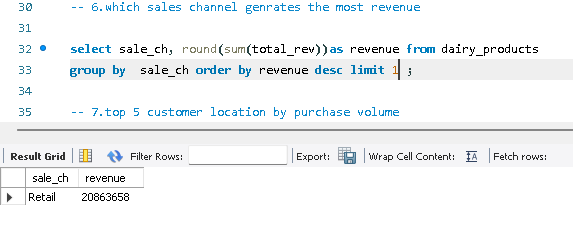 30 -- 6.which sales channel genrates the most revenue
31
32 select sale_ch, round(sum(total_rev))as revenue from dairy_products
33 group by  sale_ch order by revenue desc limit 1 ;
34
35 -- 7.top 5 customer location by purchase volume
Result Grid Filter Rows: Export: Wrap Cell Content: IA Fetch rows:
sale_ch revenue
Retail 20863658